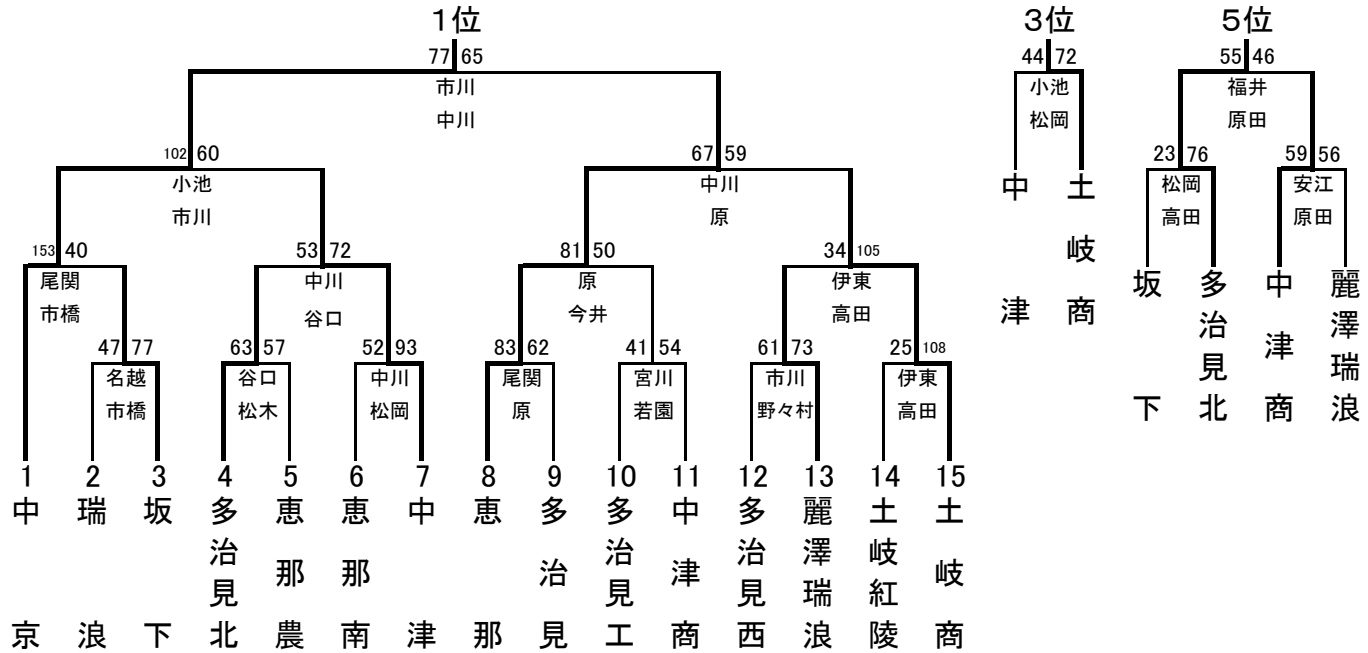 1位 3位 5位
77 65 44 72 55 46
市川 小池 福井
中川 松岡 原田
102 60 67 59 23 76 59 56
小池 中川 松岡 安江
市川 原 高田 原田
153 40 53 72 81 50 34 105
尾関 中川 原 伊東
市橋 谷口 今井 高田
47 77 63 57 52 93 83 62 41 54 61 73 25 108
名越 谷口 中川 尾関 宮川 市川 伊東
市橋 松木 松岡 原 若園 野々村 高田
1 2 3 4 5 6 7 8 9 10 11 12 13 14 15
中京
瑞浪
坂下
多治見北
恵那農
恵那南
中津
恵那
多治見
多治見工
中津商
多治見西
麗澤瑞浪
土岐紅陵
土岐商
中津
土岐商
坂下
多治見北
中津商
麗澤瑞浪